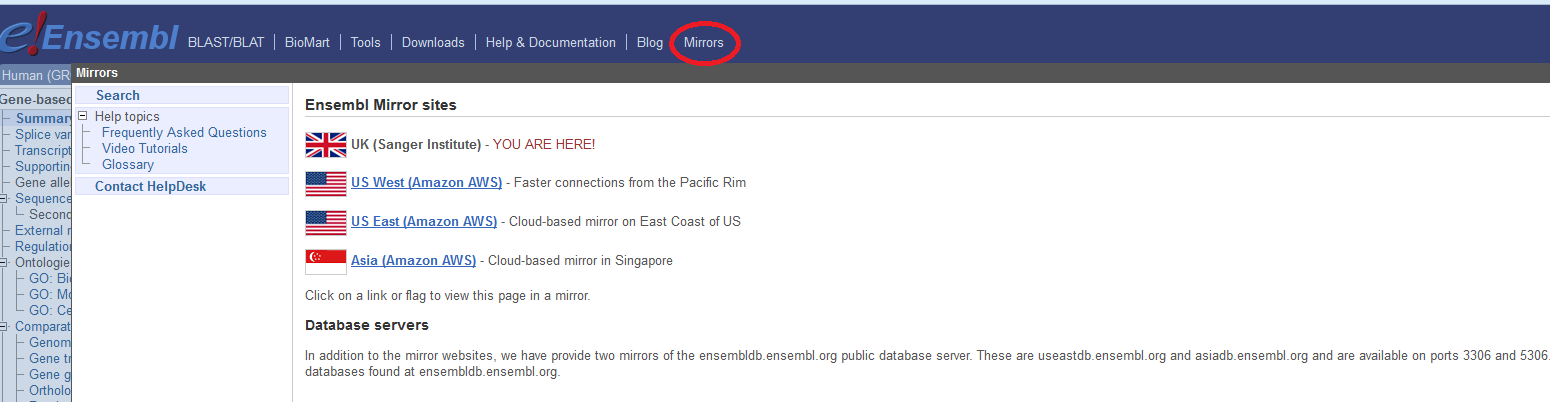 e!Ensembl BLAST/BLAT BioMart Tools Downloads Help & Documentation Blog Mirrors
Human (GR
Mirrors
Gene-based
Summary
Splice var
Transcript
Supporting
Gene alle
Sequence
Second
External r
Regulation
Ontologie
GO: Bio
GO: Mo
GO: Ce
Comparat
Genom
Gene tr
Gene g
Ortholo
Search
Help topics
Frequently Asked Questions
Video Tutorials
Glossary
Contact HelpDesk
Ensembl Mirror sites
UK (Sanger Institute) - YOU ARE HERE!
US West (Amazon AWS) - Faster connections from the Pacific Rim
US East (Amazon AWS) - Cloud-based mirror on East Coast of US
Asia (Amazon AWS) - Cloud-based mirror in Singapore
Click on a link or flag to view this page in a mirror.
Database servers
In addition to the mirror websites, we have provide two mirrors of the ensembldb.ensembl.org public database server. These are useastdb.ensembl.org and asiadb.ensembl.org and are available on ports 3306 and 5306.
databases found at ensembldb.ensembl.org.